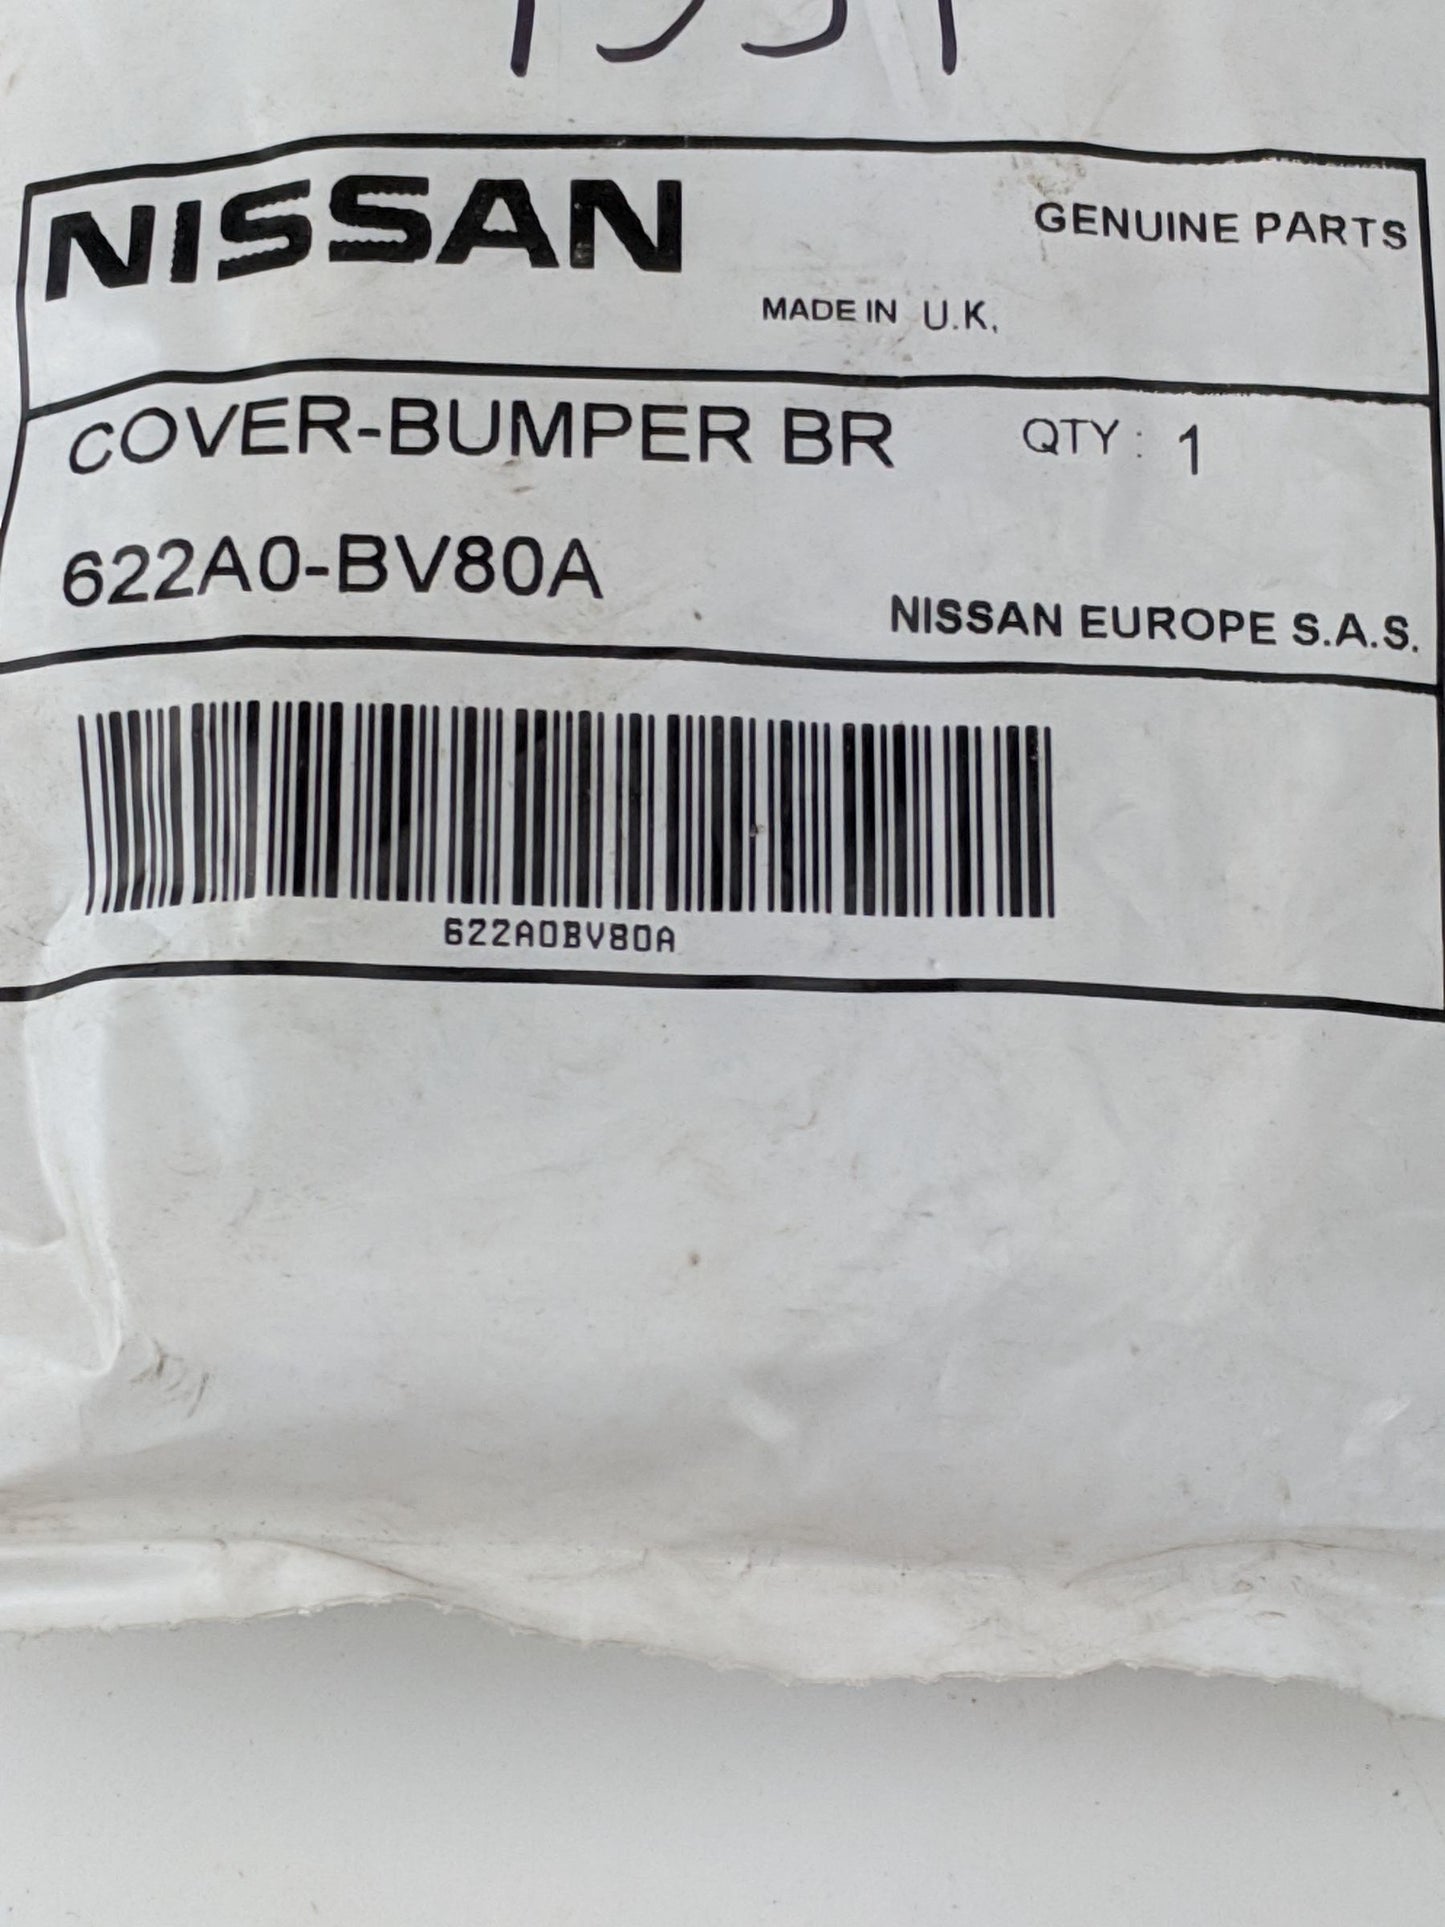 NISSAN
GENUINE PARTS
MADE IN U.K.
COVER-BUMPER BR QTY : 1
622A0-BV80A
NISSAN EUROPE S.A.S.
622A0BV80A